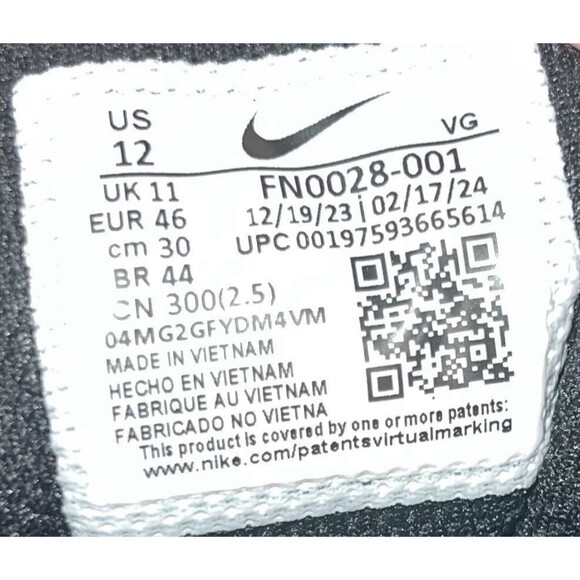 US
12
VG
UK 11
EUR 46
cm 30
BR 44
CN 300(2.5)
FN0028-001
12/19/23 | 02/17/24
UPC 00197593665614
04MG2GFYDM4VM
MADE IN VIETNAM
HECHO EN VIETNAM
FABRIQUE AU VIETNAM
FABRICADO NO VIETNA
This product is covered by one or more patents:
www.nike.com/patentsvirtualmarking